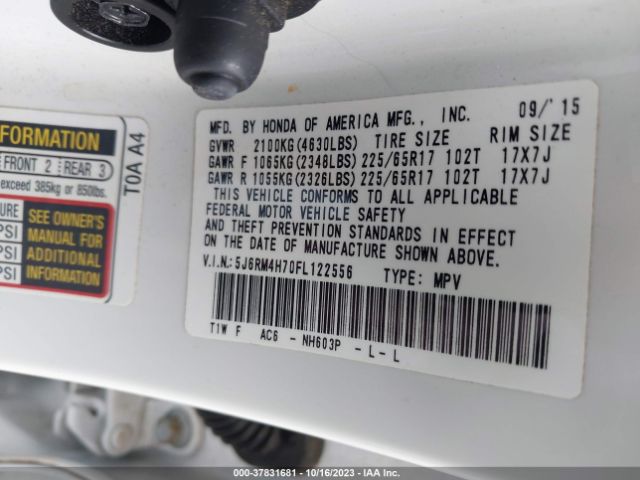 FORMATION
FRONT 2 REAR 3
exceed 385kg or 850lbs.
SEE OWNER'S
MANUAL FOR
ADDITIONAL
INFORMATION
PSI
PSI
T0A A4
MFD. BY HONDA OF AMERICA MFG., INC. 09/'15
GVWR 2100KG(4630LBS) TIRE SIZE RIM SIZE
GAWR F 1065KG(2348LBS) 225/65R17 102T 17X7J
GAWR R 1055KG(2326LBS) 225/65R17 102T 17X7J
THIS VEHICLE CONFORMS TO ALL APPLICABLE
FEDERAL MOTOR VEHICLE SAFETY
AND THEFT PREVENTION STANDARDS IN EFFECT
ON THE DATE OF MANUFACTURE SHOWN ABOVE.
V.I.N.: 5J6RM4H70FL122556 TYPE: MPV
T1W F AC6 - NH603P - L - L
Stock: 37831681 | 10/16/2023 | IAA Inc.